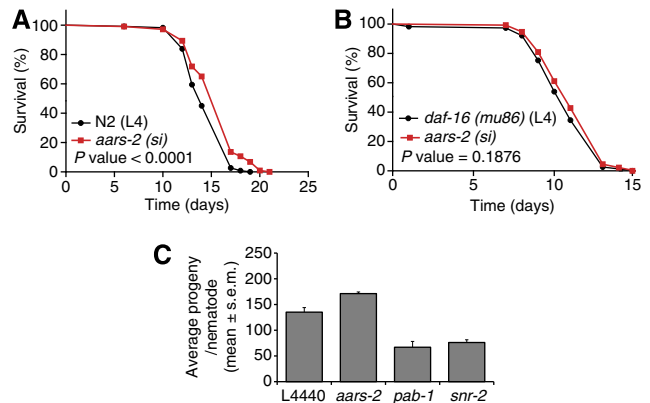 A
Survival (%)
100
80
60
40
20
0
N2 (L4)
aars-2 (si)
P value < 0.0001
0 5 10 15 20 25
Time (days)
B
Survival (%)
100
80
60
40
20
0
daf-16 (mu86) (L4)
aars-2 (si)
P value = 0.1876
0 5 10 15
Time (days)
C
Average progeny
/nematode
(mean ± s.e.m.)
250
200
150
100
50
0
L4440 aars-2 pab-1 snr-2